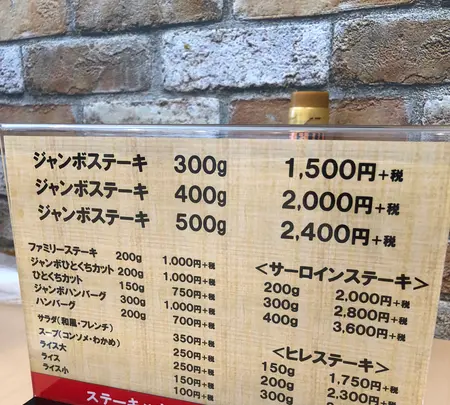 ジャンボステーキ 300g 1,500円+税
ジャンボステーキ 400g 2,000円+税
ジャンボステーキ 500g 2,400円+税
ファミリーステーキ 200g 1,000円+税
ジャンボひとくちカット 200g 1,000円+税
ひとくちカット 150g 750円+税
ジャンボハンバーグ 300g 1,000円+税
ハンバーグ 200g 700円+税
サラダ(和風・フレンチ) 350円+税
スープ(コンソメ・わかめ) 250円+税
ライス大 250円+税
ライス 150円+税
ライス小 100円+税
<サーロインステーキ>
200g 2,000円+税
300g 2,800円+税
400g 3,600円+税
<ヒレステーキ>
150g 1,750円+税
200g 2,300円+税
300g
ステーキ